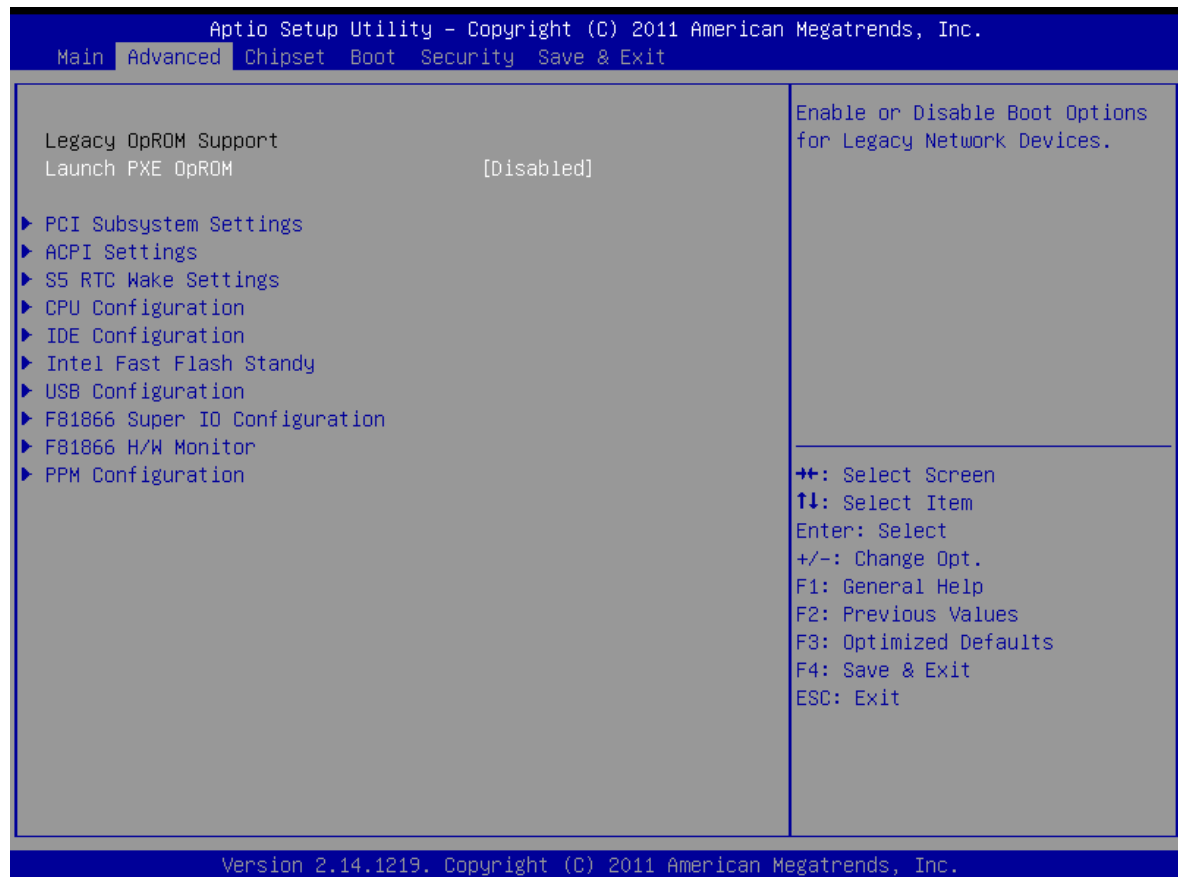 Aptio Setup Utility – Copyright (C) 2011 American Megatrends, Inc.
Main Advanced Chipset Boot Security Save & Exit
Legacy OpROM Support
Launch PXE OpROM [Disabled]
▶ PCI Subsystem Settings
▶ ACPI Settings
▶ S5 RTC Wake Settings
▶ CPU Configuration
▶ IDE Configuration
▶ Intel Fast Flash Standy
▶ USB Configuration
▶ F81866 Super IO Configuration
▶ F81866 H/W Monitor
▶ PPM Configuration
Enable or Disable Boot Options
for Legacy Network Devices.
→←: Select Screen
↑↓: Select Item
Enter: Select
+/-: Change Opt.
F1: General Help
F2: Previous Values
F3: Optimized Defaults
F4: Save & Exit
ESC: Exit
Version 2.14.1219. Copyright (C) 2011 American Megatrends, Inc.